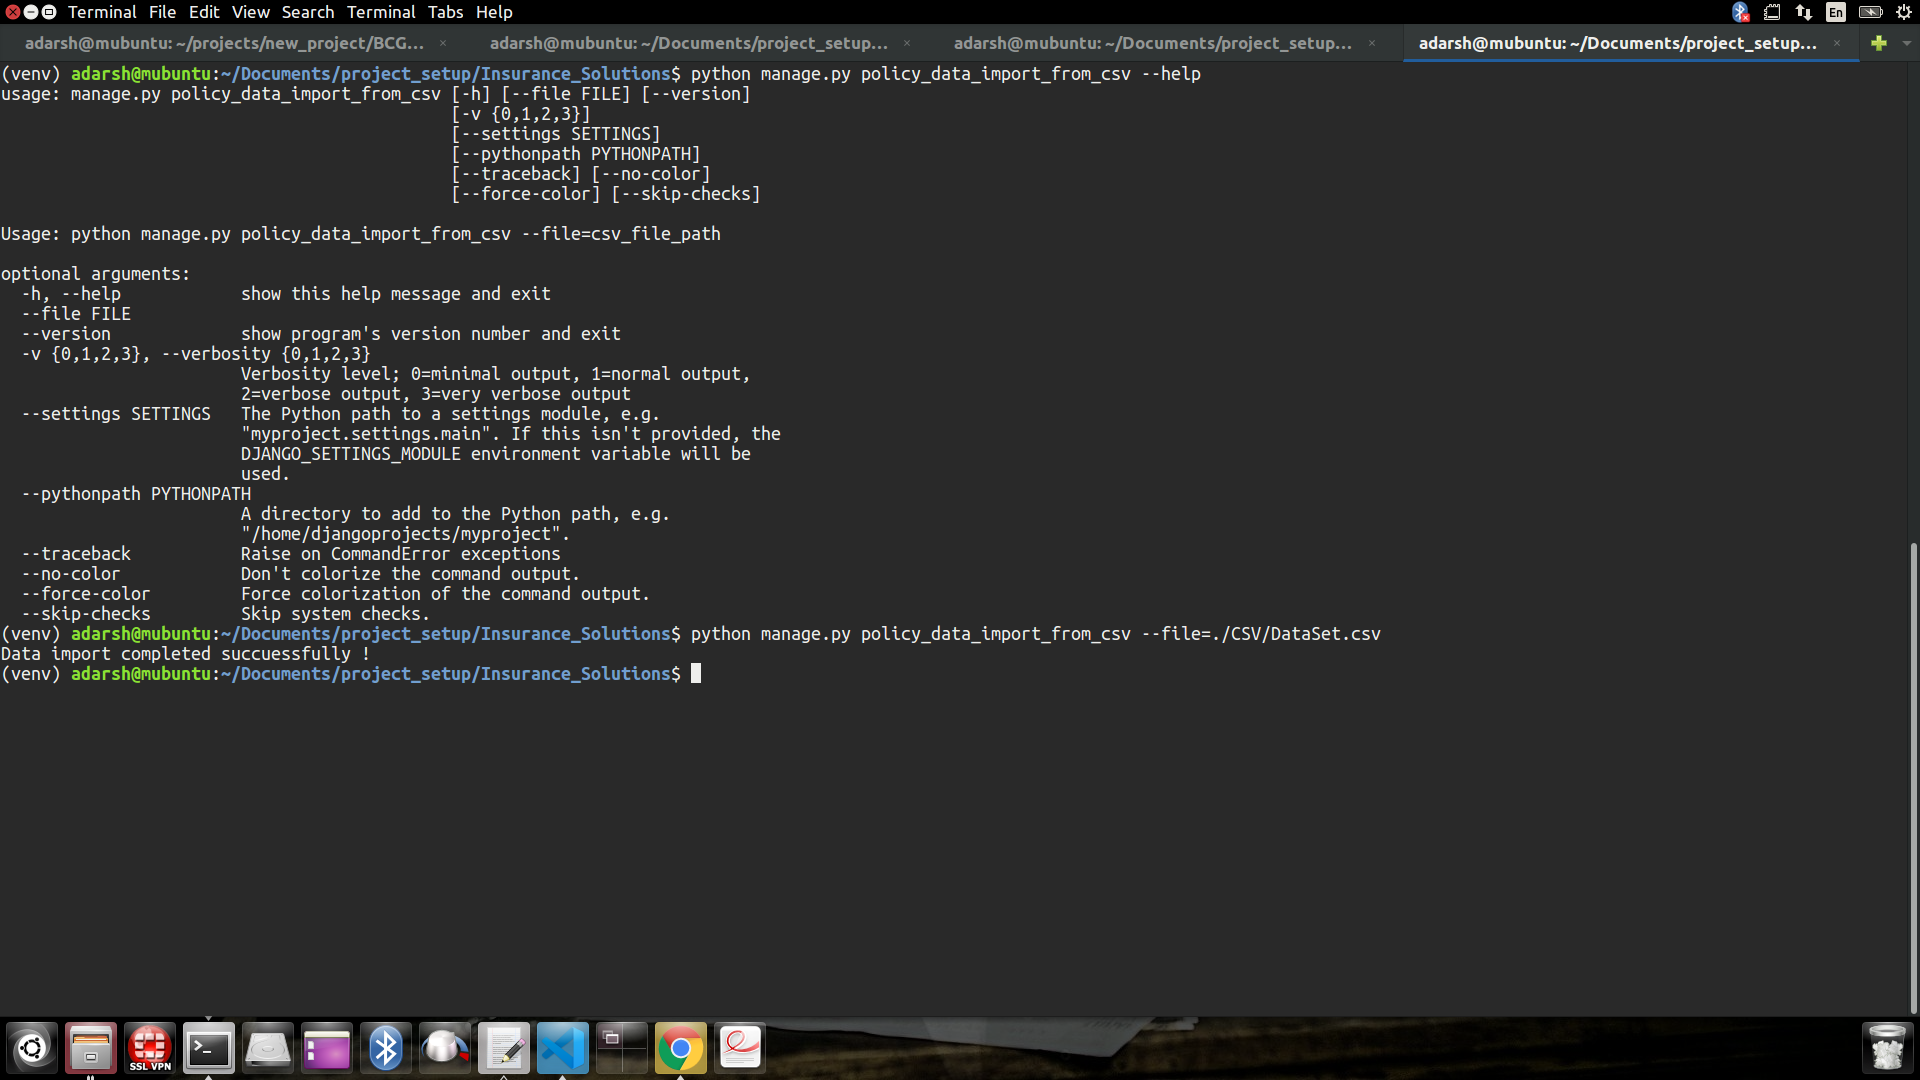 Terminal File Edit View Search Terminal Tabs Help
En
adarsh@mubuntu: ~/projects/new_project/BCG... ×
adarsh@mubuntu: ~/Documents/project_setup... ×
adarsh@mubuntu: ~/Documents/project_setup... ×
adarsh@mubuntu: ~/Documents/project_setup... ×
(venv) adarsh@mubuntu:~/Documents/project_setup/Insurance_Solutions$ python manage.py policy_data_import_from_csv --help
usage: manage.py policy_data_import_from_csv [-h] [--file FILE] [--version]
[-v {0,1,2,3}]
[--settings SETTINGS]
[--pythonpath PYTHONPATH]
[--traceback] [--no-color]
[--force-color] [--skip-checks]
Usage: python manage.py policy_data_import_from_csv --file=csv_file_path
optional arguments:
-h, --help show this help message and exit
--file FILE
--version show program's version number and exit
-v {0,1,2,3}, --verbosity {0,1,2,3}
Verbosity level; 0=minimal output, 1=normal output,
2=verbose output, 3=very verbose output
--settings SETTINGS The Python path to a settings module, e.g.
"myproject.settings.main". If this isn't provided, the
DJANGO_SETTINGS_MODULE environment variable will be
used.
--pythonpath PYTHONPATH
A directory to add to the Python path, e.g.
"/home/djangoprojects/myproject".
--traceback Raise on CommandError exceptions
--no-color Don't colorize the command output.
--force-color Force colorization of the command output.
--skip-checks Skip system checks.
(venv) adarsh@mubuntu:~/Documents/project_setup/Insurance_Solutions$ python manage.py policy_data_import_from_csv --file=./CSV/DataSet.csv
Data import completed succuessfully !
(venv) adarsh@mubuntu:~/Documents/project_setup/Insurance_Solutions$
SSL VPN